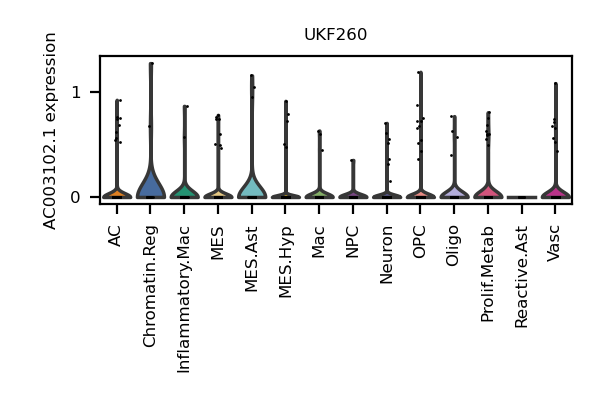 UKF260
AC003102.1 expression
1
0
AC
Chromatin.Reg
Inflammatory.Mac
MES
MES.Ast
MES.Hyp
Mac
NPC
Neuron
OPC
Oligo
Prolif.Metab
Reactive.Ast
Vasc